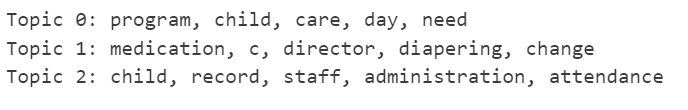 Topic 0: program, child, care, day, need
Topic 1: medication, c, director, diapering, change
Topic 2: child, record, staff, administration, attendance